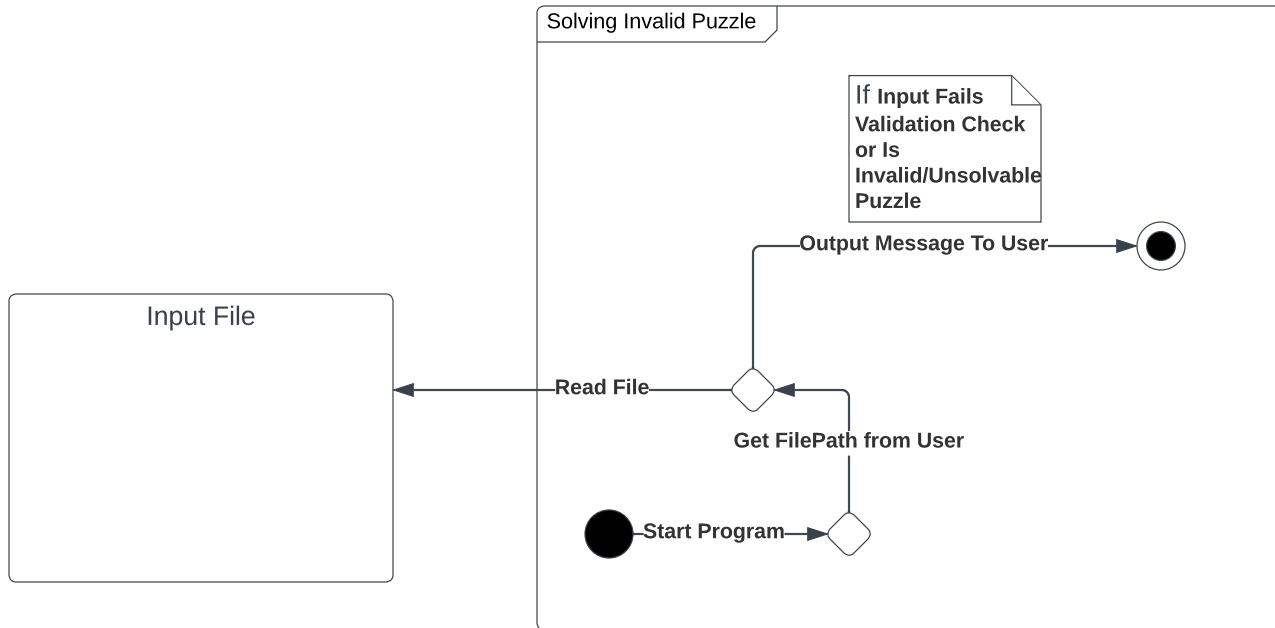 Solving Invalid Puzzle
If Input Fails
Validation Check
or Is
Invalid/Unsolvable
Puzzle
Output Message To User
Input File
Read File
Get FilePath from User
Start Program